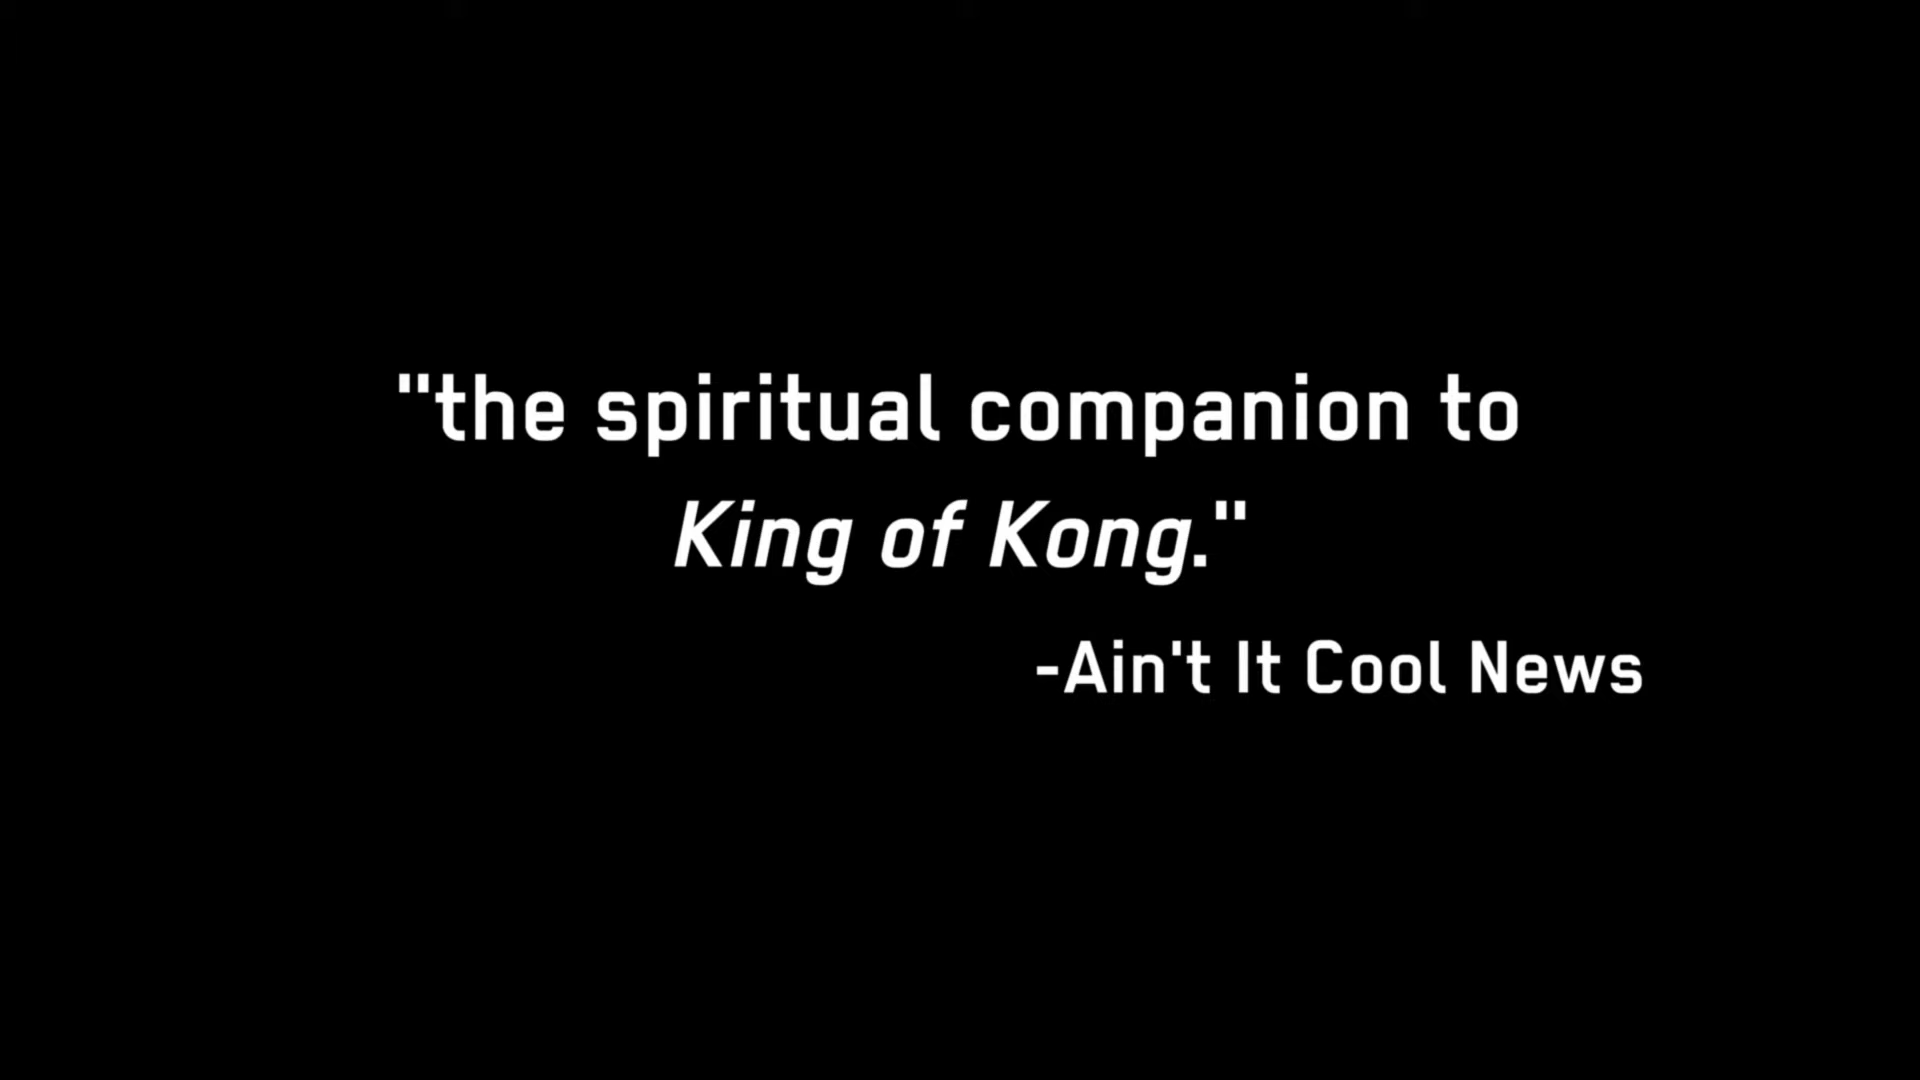 "the spiritual companion to
King of Kong."
-Ain't It Cool News